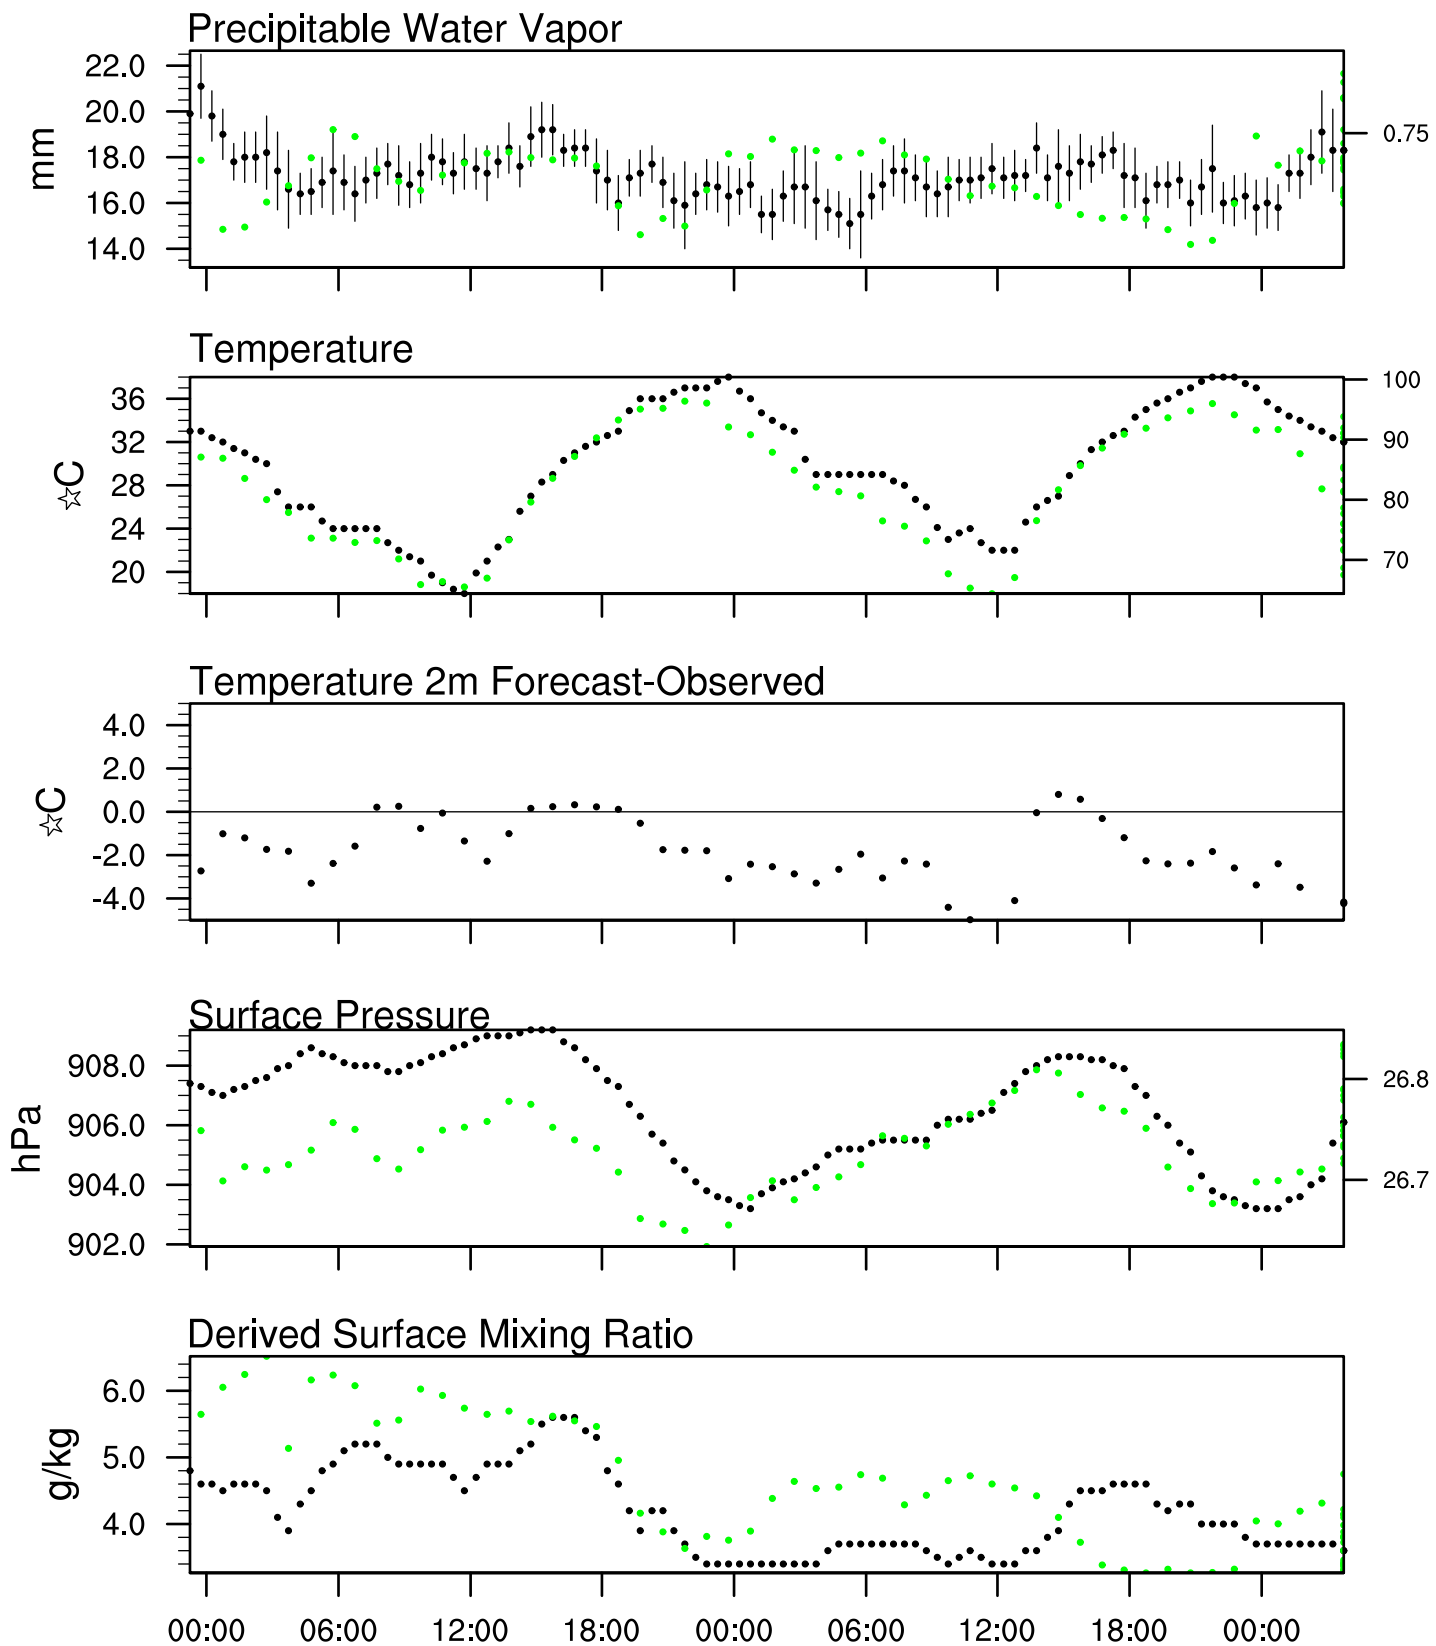 Precipitable Water Vapor
22.0
20.0
18.0
16.0
14.0
mm
0.75
Temperature
36
32
28
24
20
☆C
100
90
80
70
Temperature 2m Forecast-Observed
4.0
2.0
0.0
-2.0
-4.0
☆C
Surface Pressure
908.0
906.0
904.0
902.0
hPa
26.8
26.7
Derived Surface Mixing Ratio
6.0
5.0
4.0
g/kg
00:00 06:00 12:00 18:00 00:00 06:00 12:00 18:00 00:00